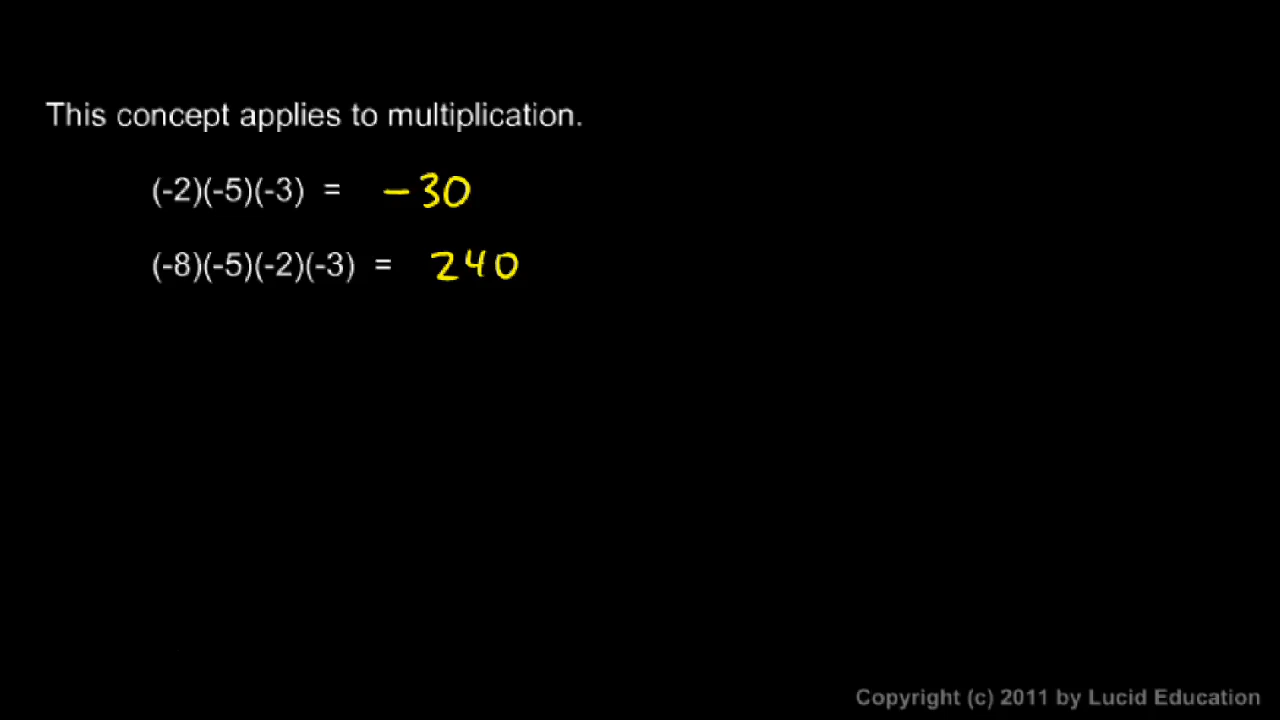 This concept applies to multiplication.
(-2)(-5)(-3) = -30
(-8)(-5)(-2)(-3) = 240
Copyright (c) 2011 by Lucid Education